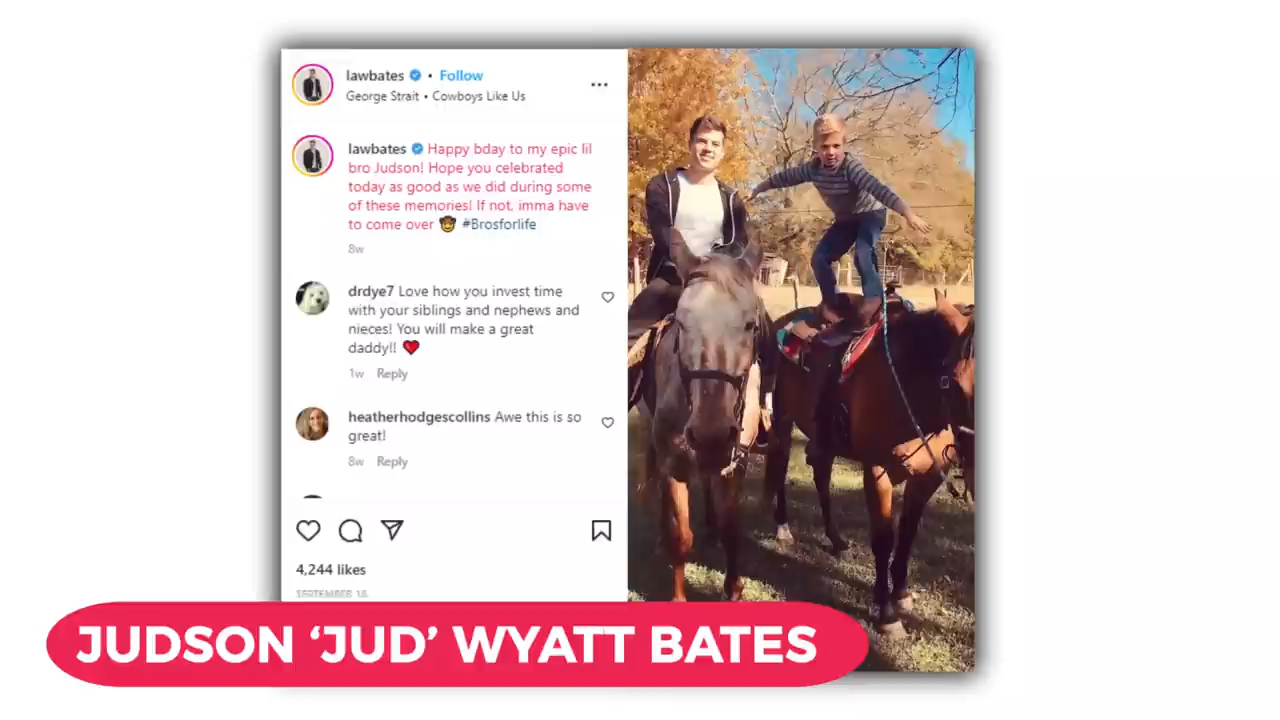 lawbates • Follow
George Strait • Cowboys Like Us
lawbates Happy bday to my epic lil
bro Judson! Hope you celebrated
today as good as we did during some
of these memories! If not, imma have
to come over 🤠 #Brosforlife
8w
drdye7 Love how you invest time
with your siblings and nephews and
nieces! You will make a great
daddy!! ❤️
1w Reply
heatherhodgescollins Awe this is so
great!
8w Reply
4,244 likes
JUDSON ‘JUD’ WYATT BATES